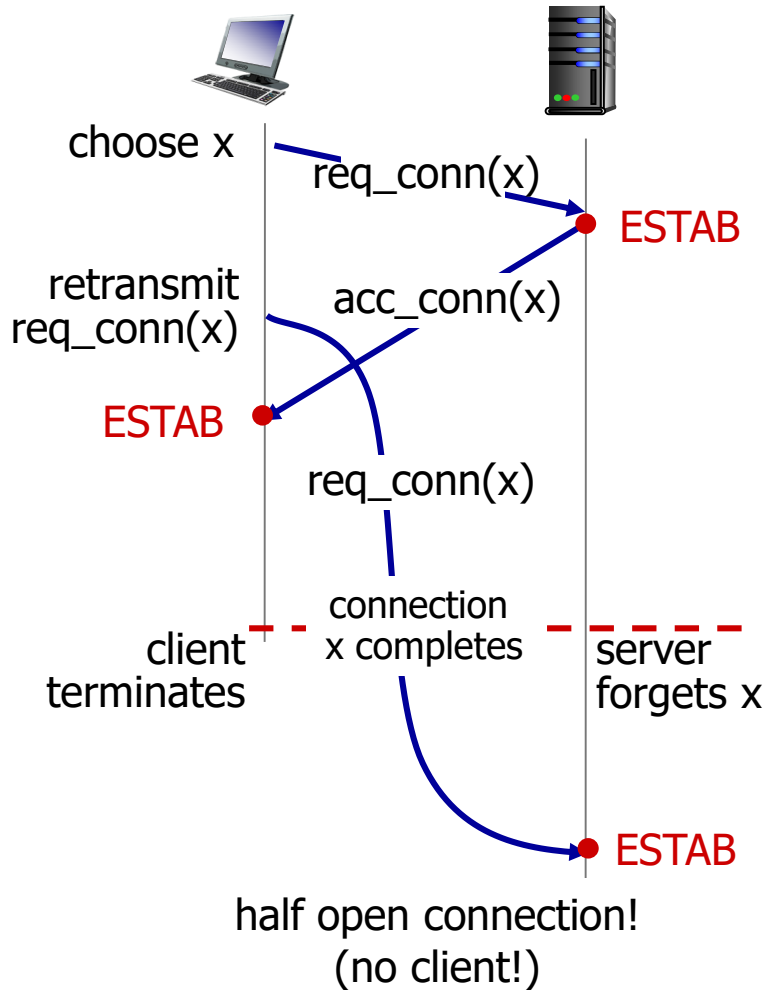 choose x
req_conn(x)
ESTAB
retransmit
req_conn(x)
acc_conn(x)
ESTAB
req_conn(x)
connection
x completes
client
terminates
server
forgets x
ESTAB
half open connection!
(no client!)